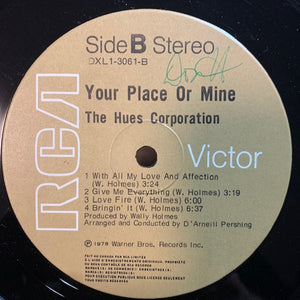 Side B Stereo
DXL1-3061-B
Your Place Or Mine
The Hues Corporation
RCA
Victor
1 With All My Love And Affection
(W. Holmes) 3:24
2 Give Me Everything (W. Holmes) 3:19
3 Love Fire (W. Holmes) 6:00
4 Bringin' It (W. Holmes) 6:37
Produced by Wally Holmes
Arranged and Conducted by D'Arneill Pershing
℗ 1978 Warner Bros. Records Inc.